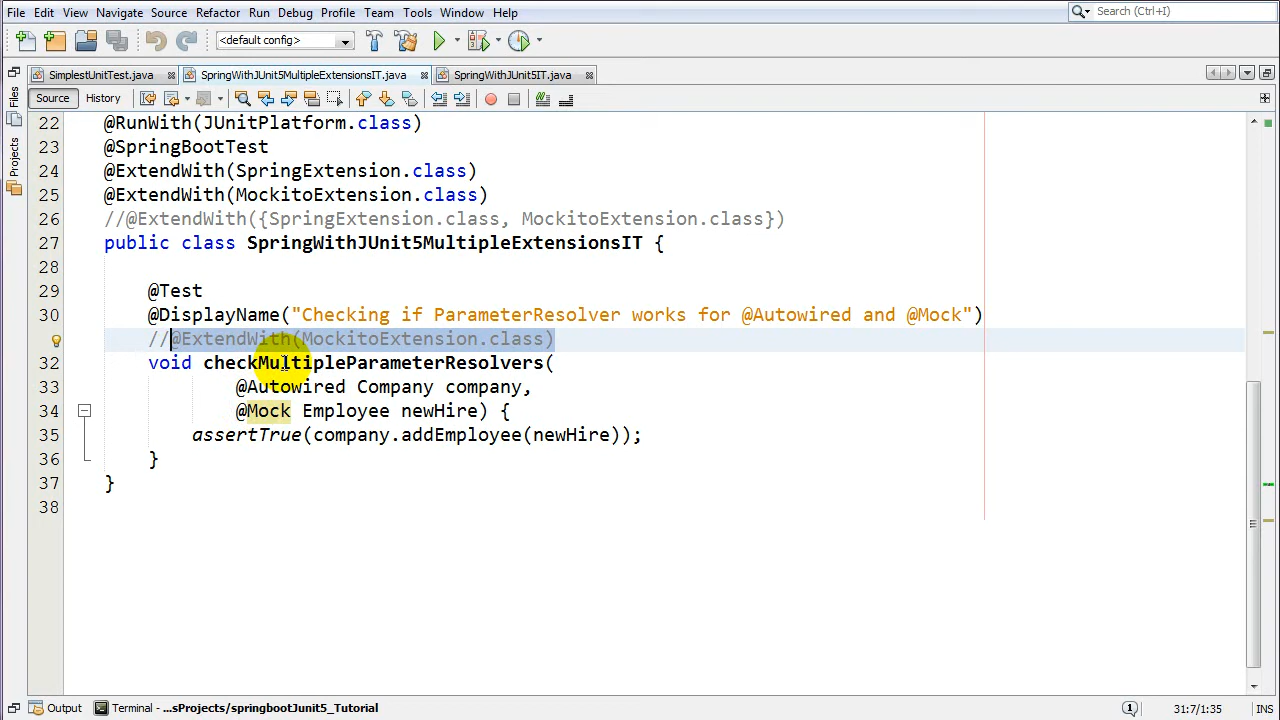 File Edit View Navigate Source Refactor Run Debug Profile Team Tools Window Help Search (Ctrl+I)
<default config>
SimplestUnitTest.java SpringWithJUnit5MultipleExtensionsIT.java SpringWithJUnit5IT.java
Source History
Files
Projects
22 @RunWith(JUnitPlatform.class)
23 @SpringBootTest
24 @ExtendWith(SpringExtension.class)
25 @ExtendWith(MockitoExtension.class)
26 //@ExtendWith({SpringExtension.class, MockitoExtension.class})
27 public class SpringWithJUnit5MultipleExtensionsIT {
28
29 @Test
30 @DisplayName("Checking if ParameterResolver works for @Autowired and @Mock")
//@ExtendWith(MockitoExtension.class)
32 void checkMultipleParameterResolvers(
33 @Autowired Company company,
34 @Mock Employee newHire) {
35 assertTrue(company.addEmployee(newHire));
36 }
37 }
38
Output Terminal - ...sProjects/springbootJunit5_Tutorial 1 31:7/1:35 INS